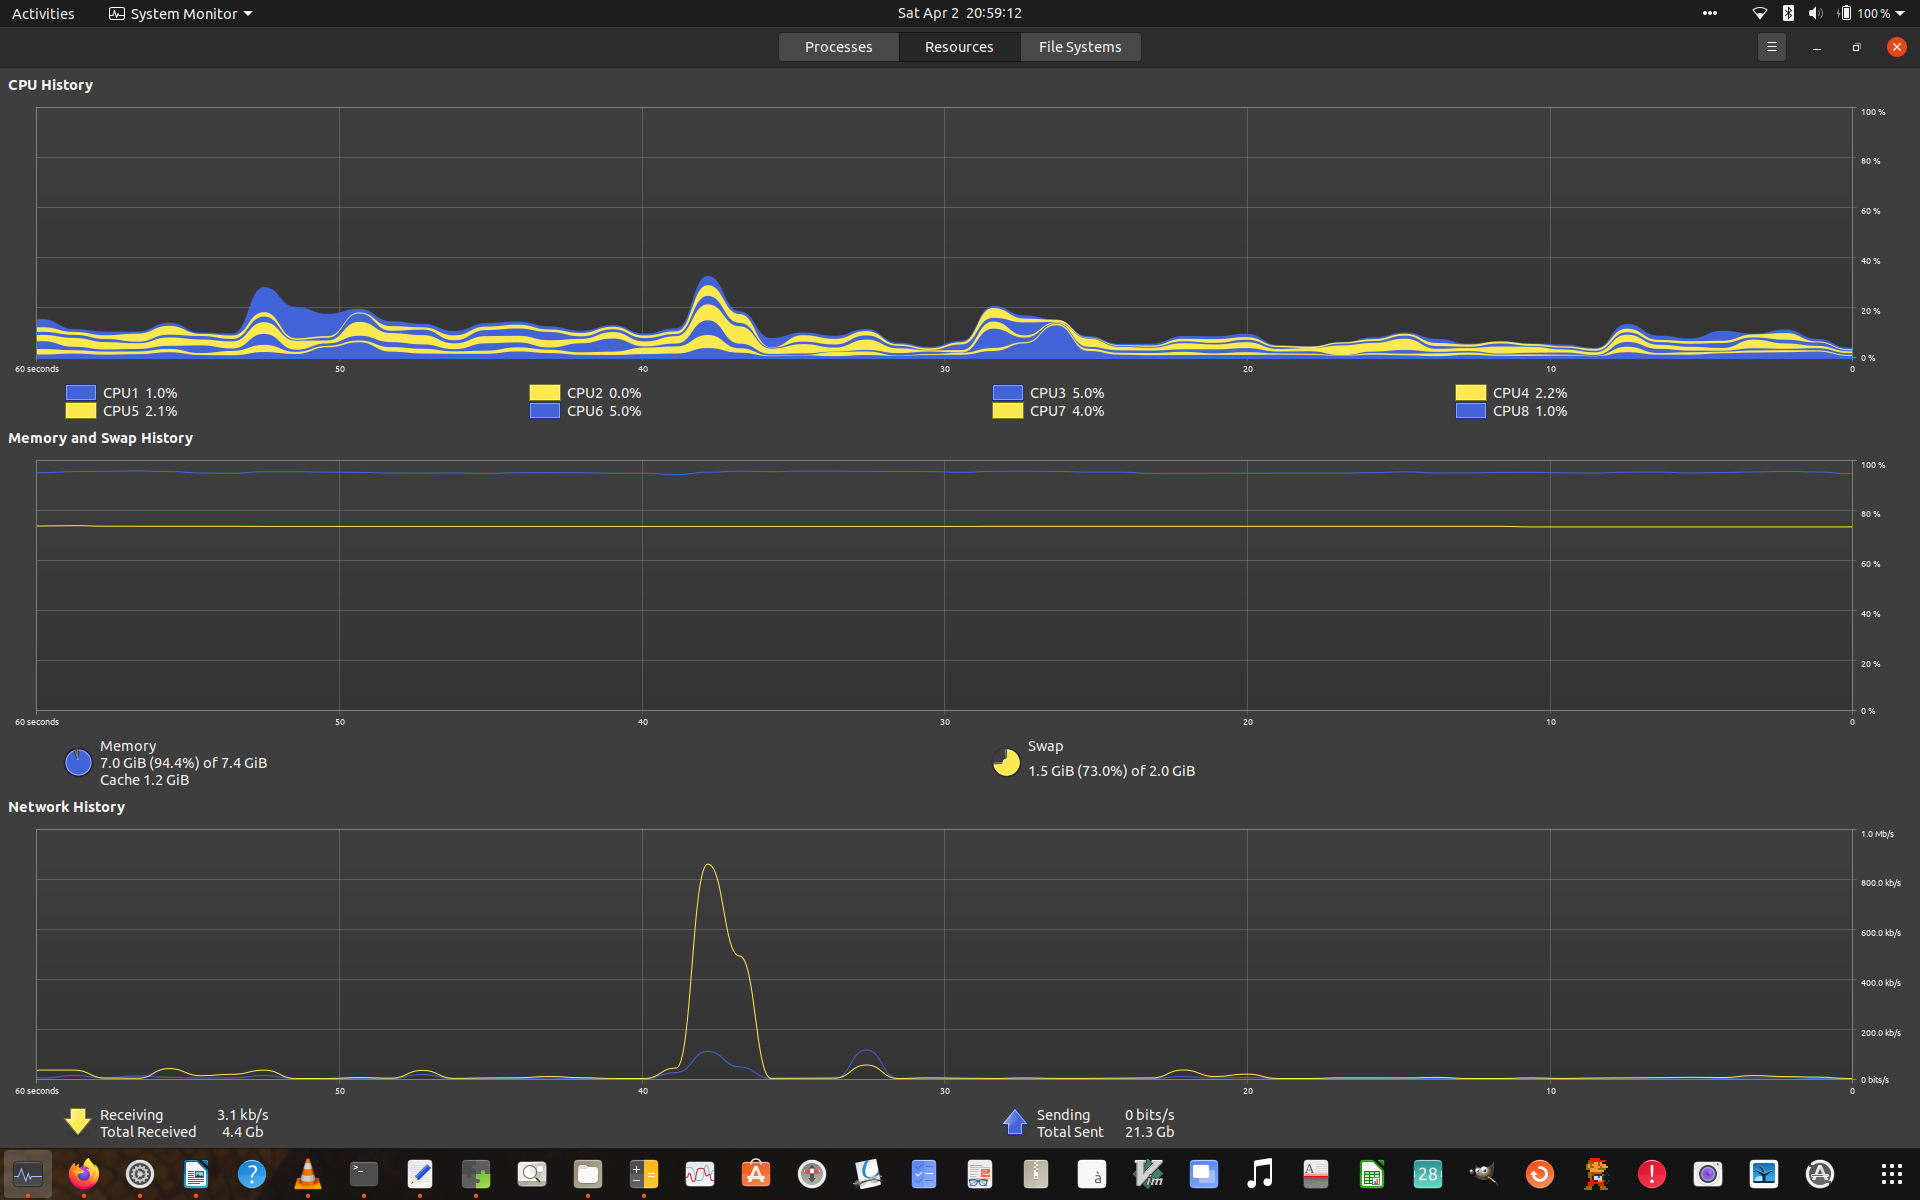 Activities System Monitor Sat Apr 2 20:59:12 100 %
Processes Resources File Systems
CPU History
100 %
80 %
60 %
40 %
20 %
0 %
60 seconds 50 40 30 20 10 0
CPU1 1.0% CPU2 0.0% CPU3 5.0% CPU4 2.2%
CPU5 2.1% CPU6 5.0% CPU7 4.0% CPU8 1.0%
Memory and Swap History
100 %
80 %
60 %
40 %
20 %
0 %
60 seconds 50 40 30 20 10 0
Memory
7.0 GiB (94.4%) of 7.4 GiB
Cache 1.2 GiB
Swap
1.5 GiB (73.0%) of 2.0 GiB
Network History
1.0 Mb/s
800.0 kb/s
600.0 kb/s
400.0 kb/s
200.0 kb/s
0 bits/s
60 seconds 50 40 30 20 10 0
Receiving 3.1 kb/s
Total Received 4.4 Gb
Sending 0 bits/s
Total Sent 21.3 Gb
? >_ A à Vim A 28 !